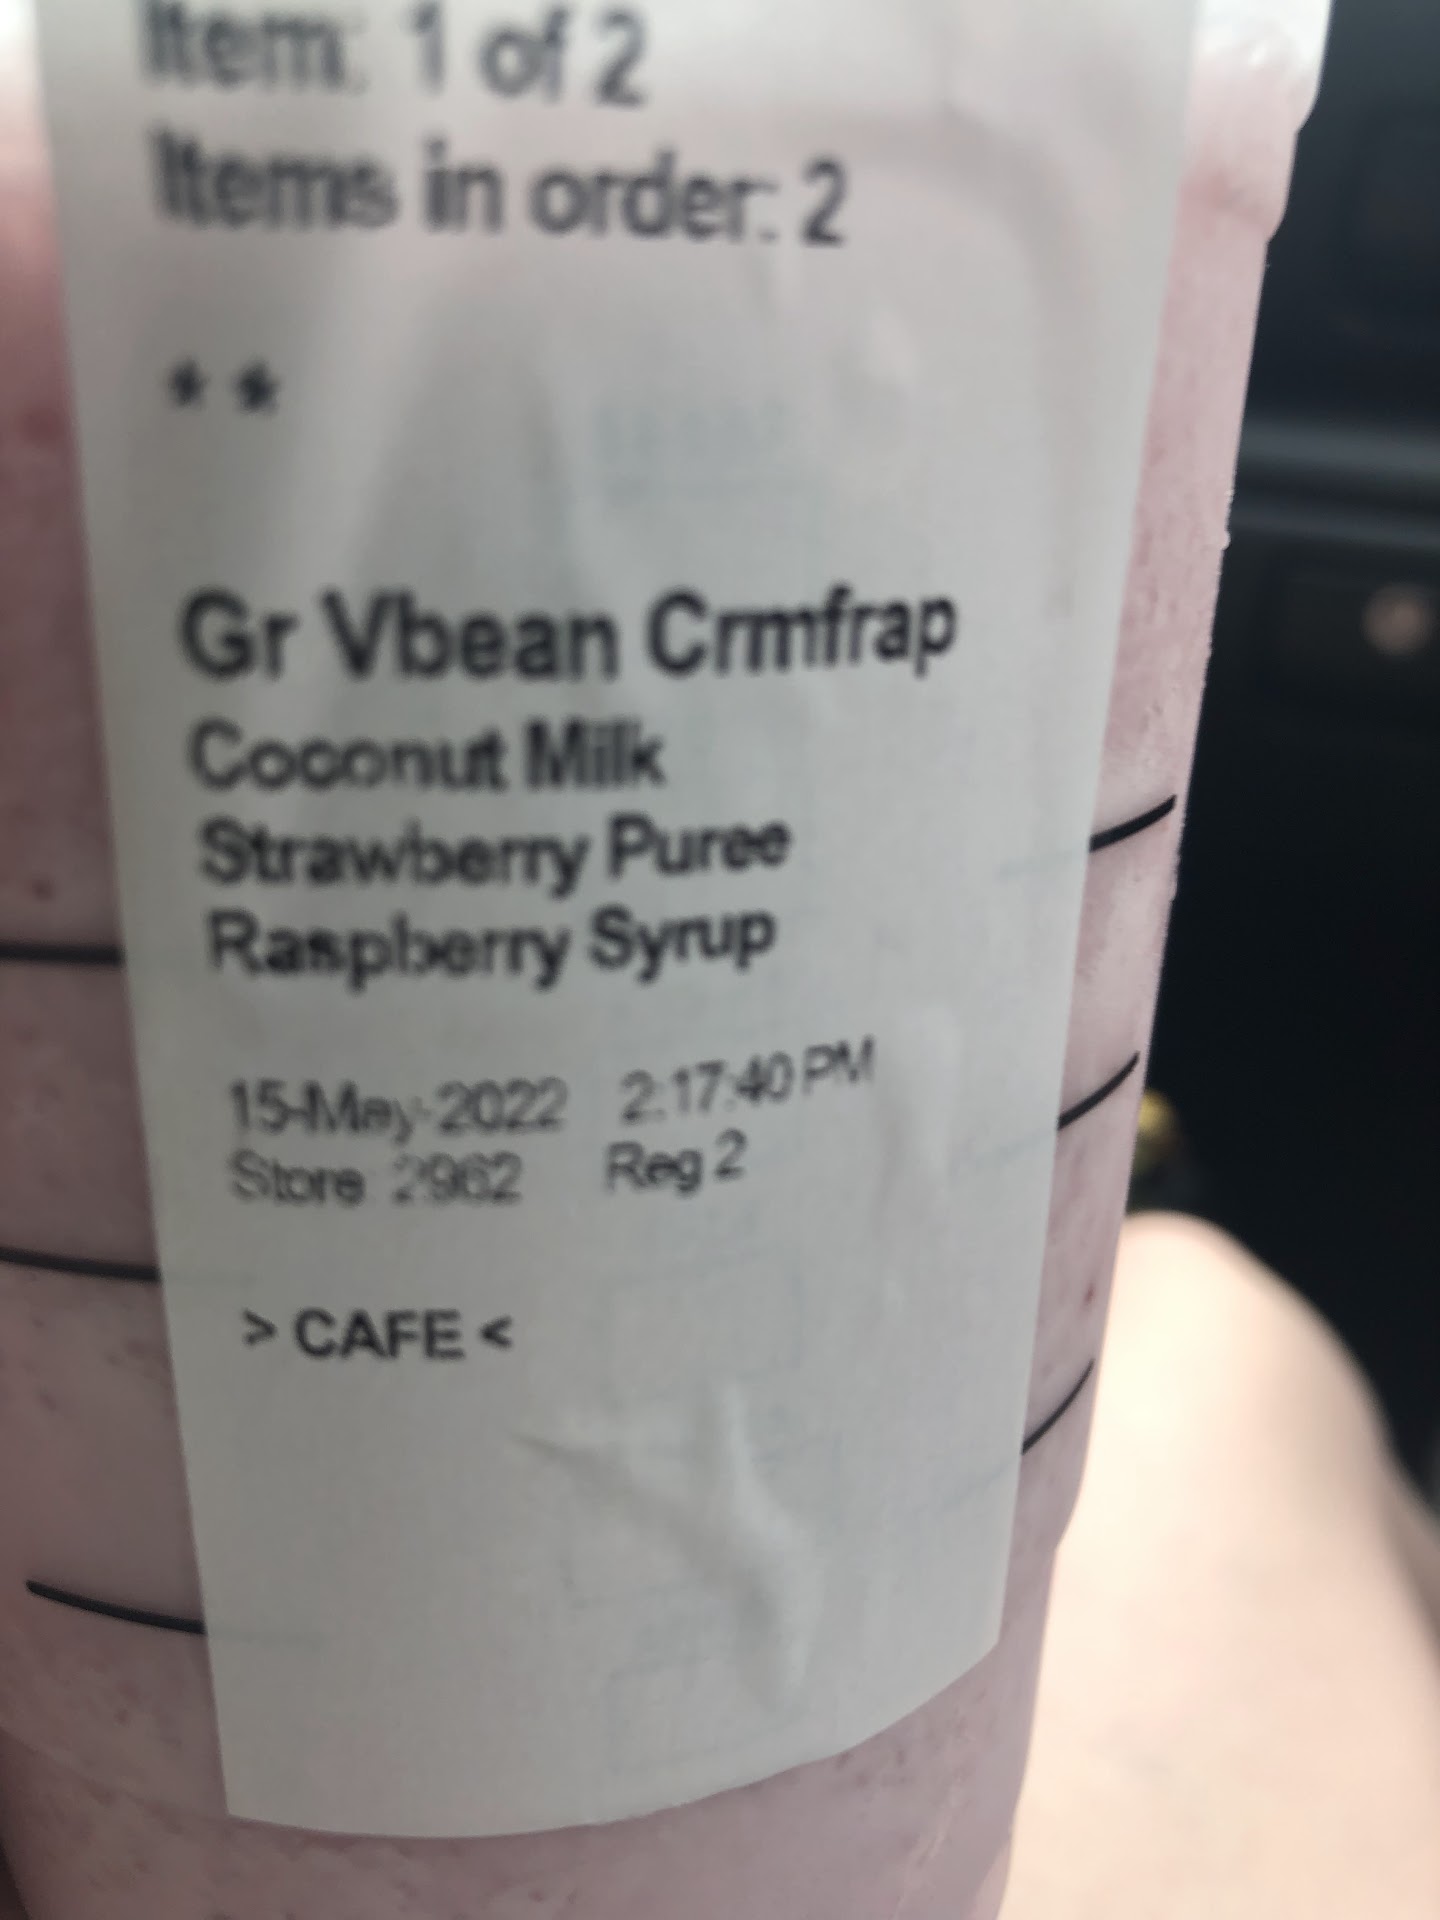 Item: 1 of 2
Items in order: 2
**
Gr Vbean Crmfrap
Coconut Milk
Strawberry Puree
Raspberry Syrup
15-May-2022 2:17:40 PM
Store 2962 Reg 2
> CAFE <